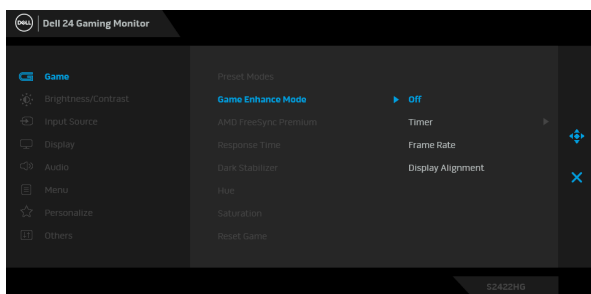 DELL
Dell 24 Gaming Monitor
Game
Brightness/Contrast
Input Source
Display
Audio
Menu
Personalize
Others
Preset Modes
Game Enhance Mode
AMD FreeSync Premium
Response Time
Dark Stabilizer
Hue
Saturation
Reset Game
Off
Timer
Frame Rate
Display Alignment
S2422HG